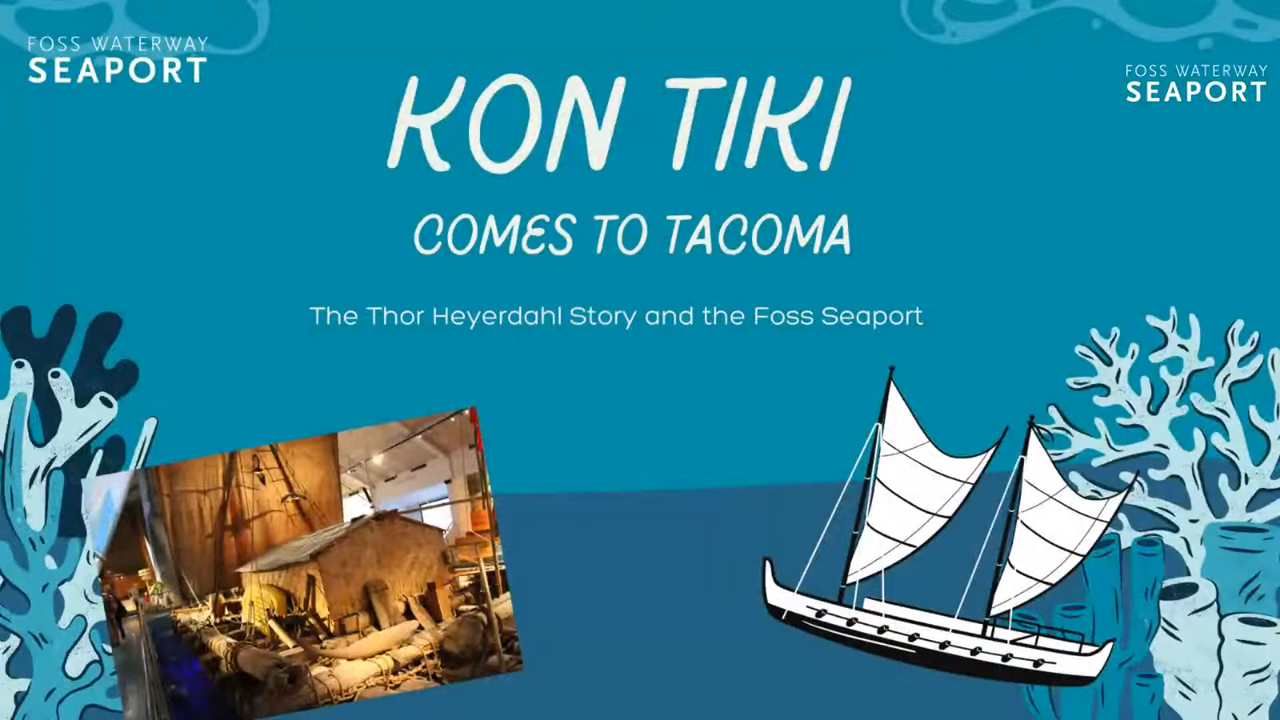 FOSS WATERWAY
SEAPORT
FOSS WATERWAY
SEAPORT
KON TIKI
COMES TO TACOMA
The Thor Heyerdahl Story and the Foss Seaport